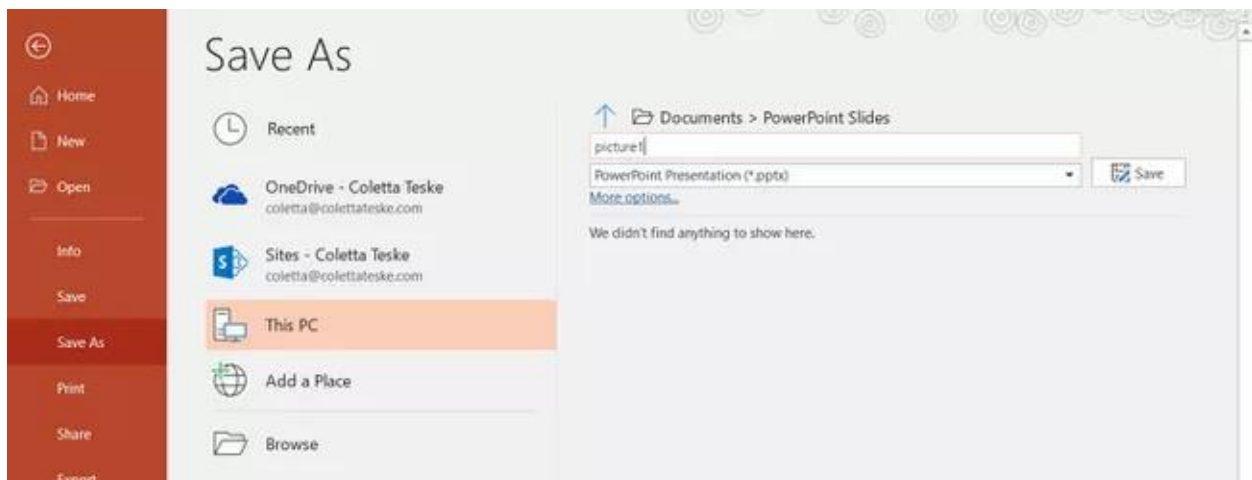 Save As
Home
New
Open
Info
Save
Save As
Print
Share
Export
Recent
OneDrive - Coletta Teske
coletta@colettateske.com
Sites - Coletta Teske
coletta@colettateske.com
This PC
Add a Place
Browse
Documents > PowerPoint Slides
picture1
PowerPoint Presentation (*.pptx)
Save
More options...
We didn't find anything to show here.